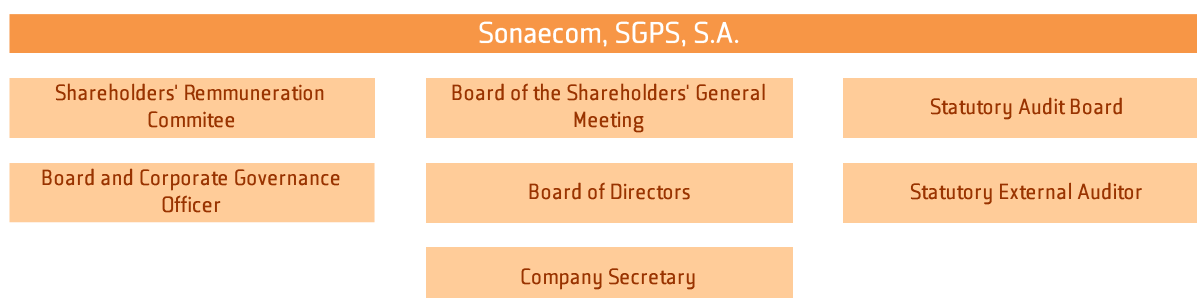 Sonaecom, SGPS, S.A.
Shareholders' Remmuneration
Commitee
Board of the Shareholders' General
Meeting
Statutory Audit Board
Board and Corporate Governance
Officer
Board of Directors
Statutory External Auditor
Company Secretary